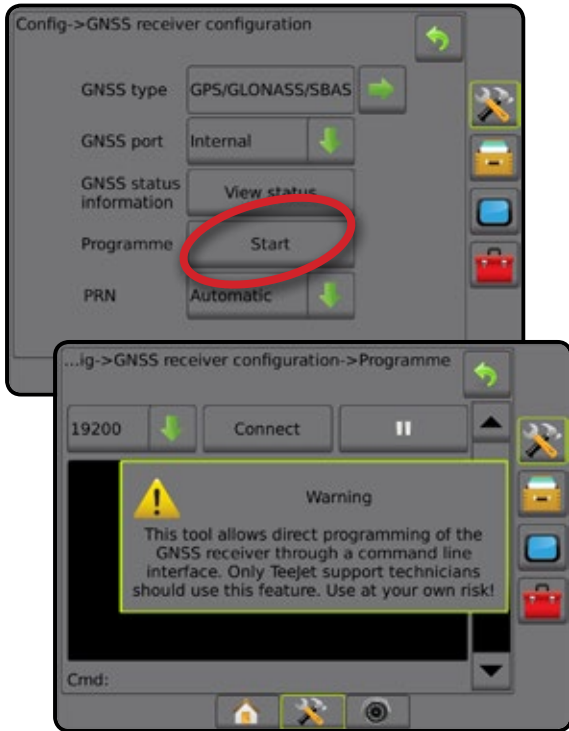 Config->GNSS receiver configuration
GNSS type GPS/GLONASS/SBAS
GNSS port Internal
GNSS status information View status
Programme Start
PRN Automatic
...ig->GNSS receiver configuration->Programme
19200 Connect
Warning
This tool allows direct programming of the
GNSS receiver through a command line
interface. Only TeeJet support technicians
should use this feature. Use at your own risk!
Cmd: